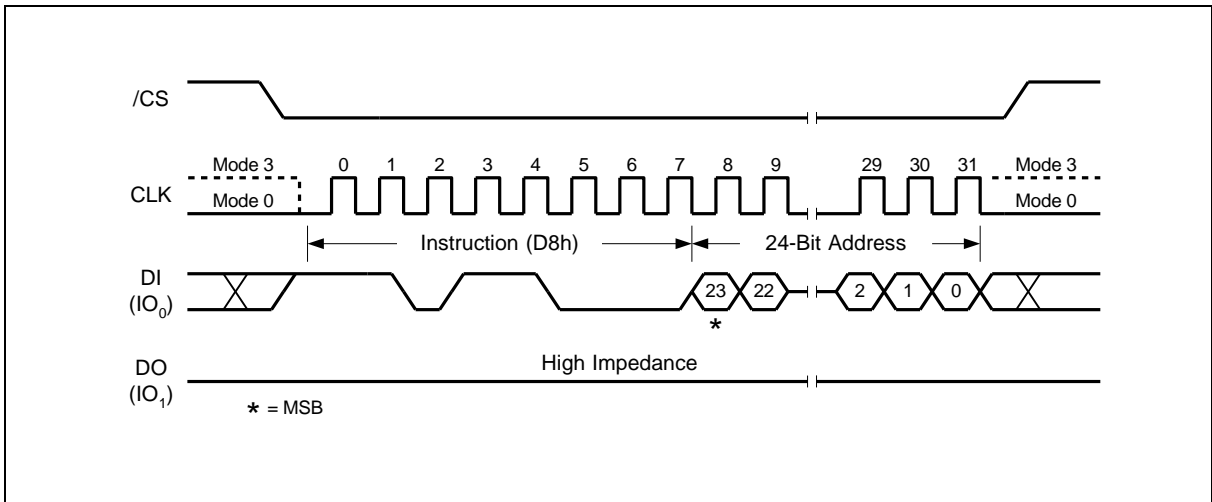 /CS
Mode 3 0 1 2 3 4 5 6 7 8 9 29 30 31 Mode 3
CLK
Mode 0 Mode 0
Instruction (D8h) 24-Bit Address
DI
(IO₀)
23 22 2 1 0
*
High Impedance
DO
(IO₁)
* = MSB